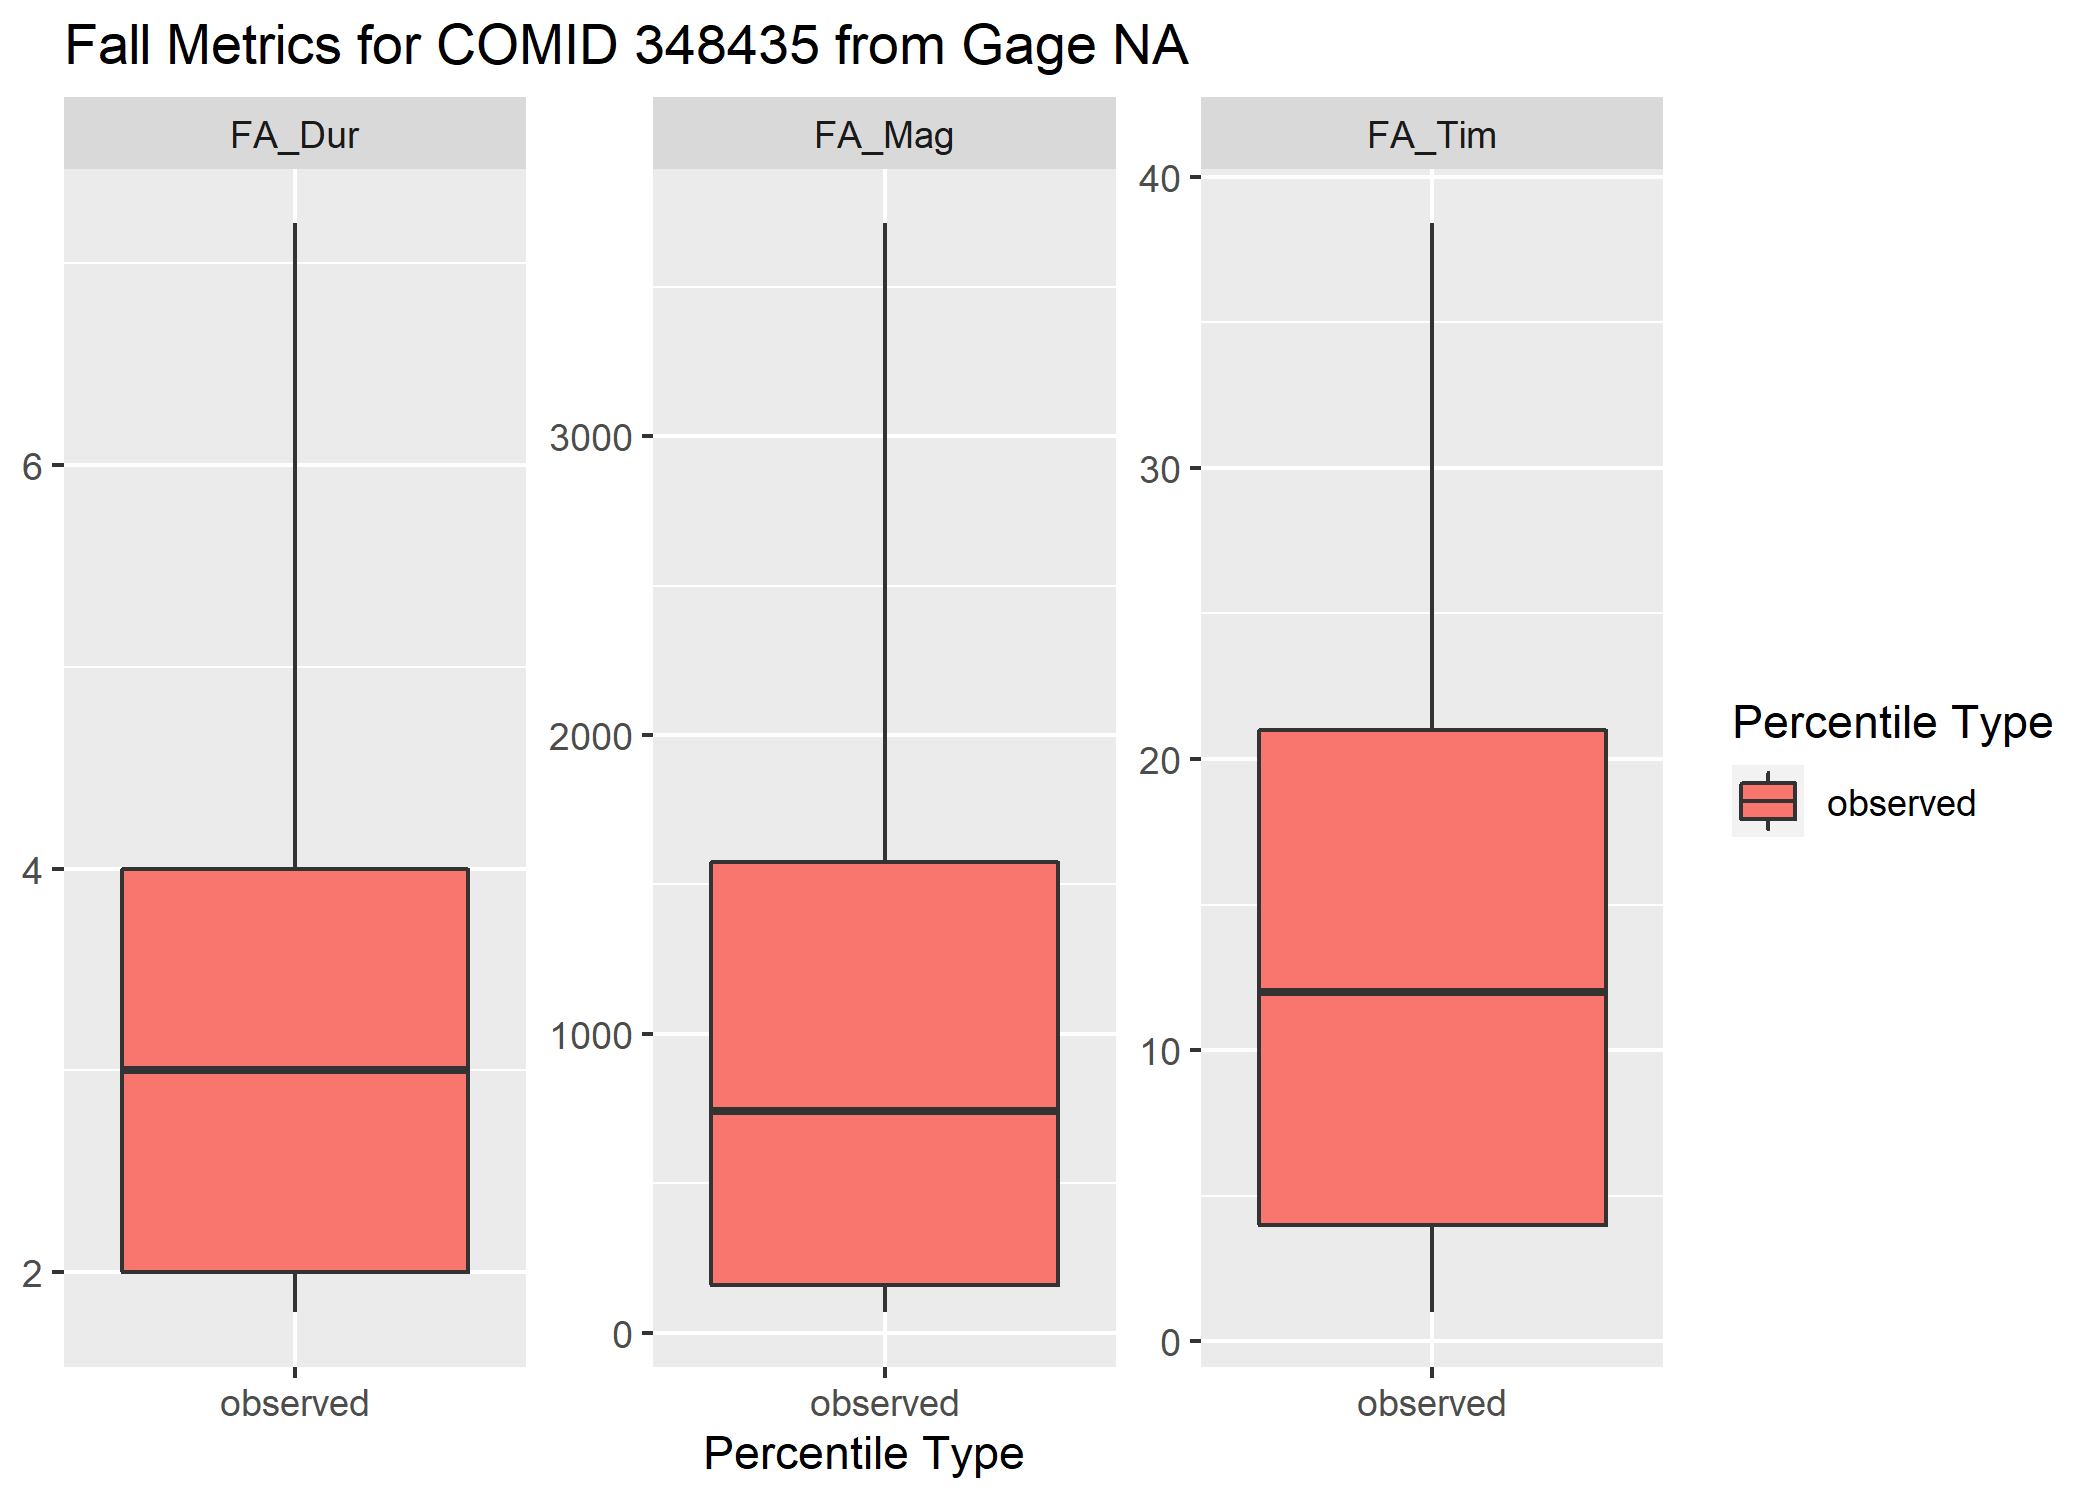 Fall Metrics for COMID 348435 from Gage NA
FA_Dur
FA_Mag
FA_Tim
6
4
2
3000
2000
1000
0
40
30
20
10
0
observed
observed
observed
Percentile Type
Percentile Type
observed